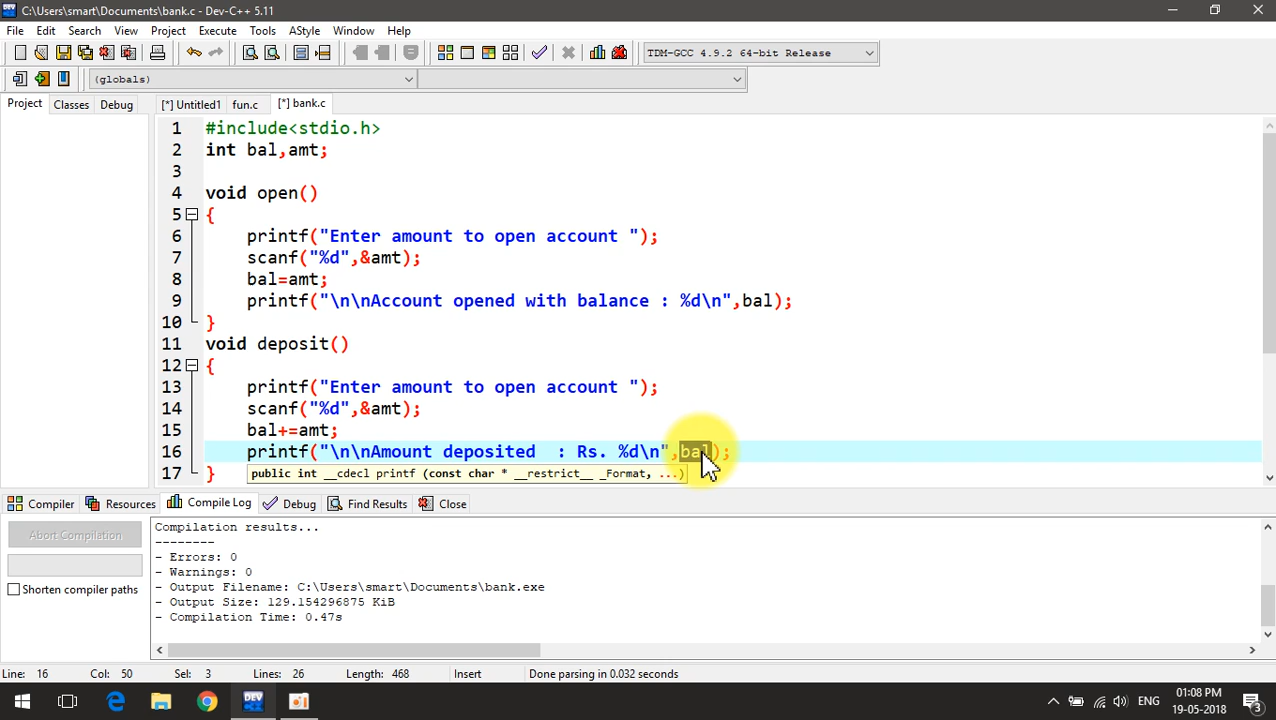 C:\Users\smart\Documents\bank.c - Dev-C++ 5.11
File Edit Search View Project Execute Tools AStyle Window Help
TDM-GCC 4.9.2 64-bit Release
(globals)
Project Classes Debug [*] Untitled1 fun.c [*] bank.c
1 #include<stdio.h>
2 int bal,amt;
3
4 void open()
5 {
6 printf("Enter amount to open account ");
7 scanf("%d",&amt);
8 bal=amt;
9 printf("\n\nAccount opened with balance : %d\n",bal);
10 }
11 void deposit()
12 {
13 printf("Enter amount to open account ");
14 scanf("%d",&amt);
15 bal+=amt;
16 printf("\n\nAmount deposited  : Rs. %d\n",bal);
17 }
public int __cdecl printf (const char * __restrict__ _Format, ...)
Compiler Resources Compile Log Debug Find Results Close
Abort Compilation
Shorten compiler paths
Compilation results...
--------
- Errors: 0
- Warnings: 0
- Output Filename: C:\Users\smart\Documents\bank.exe
- Output Size: 129.154296875 KiB
- Compilation Time: 0.47s
Line: 16 Col: 50 Sel: 3 Lines: 26 Length: 468 Insert Done parsing in 0.032 seconds
DEV ENG 01:08 PM
19-05-2018
3